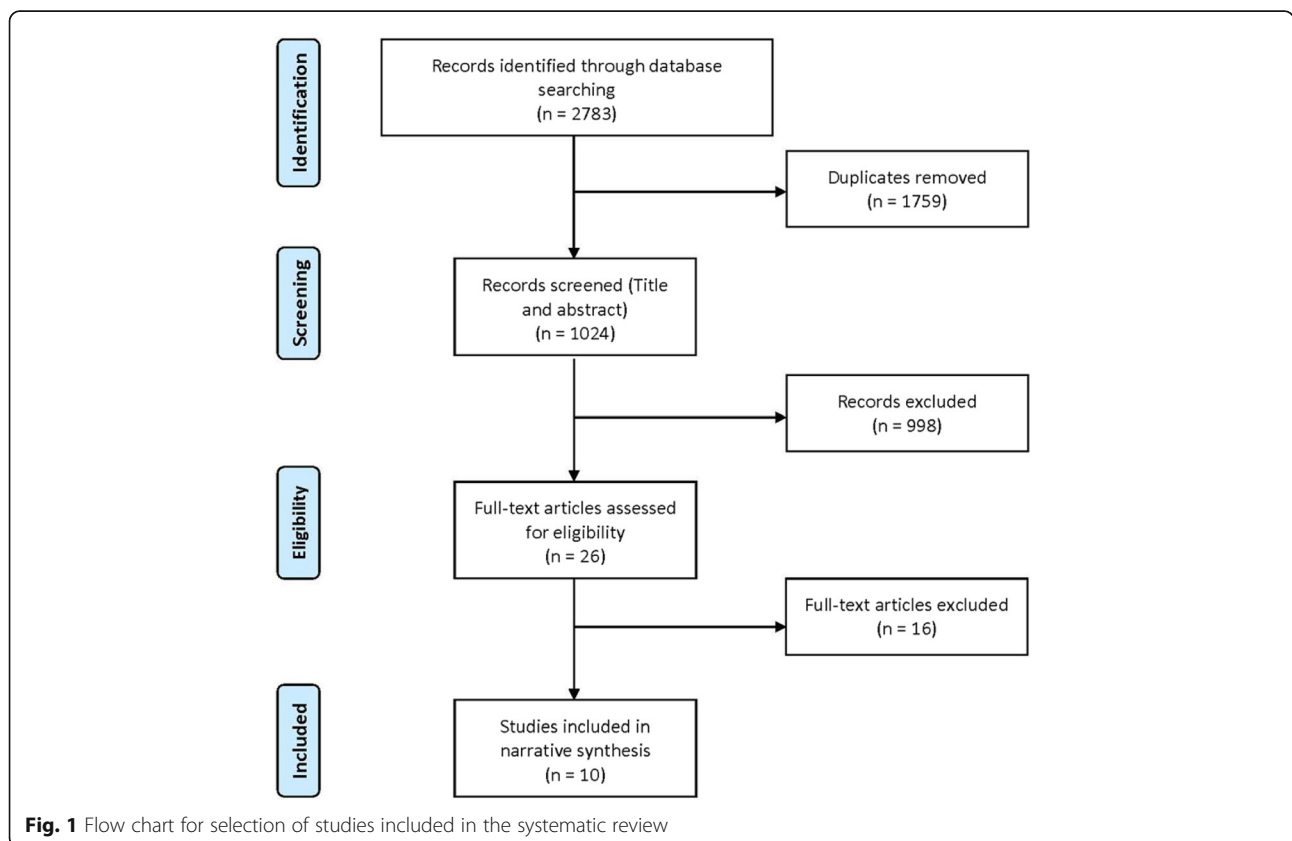 Identification
Records identified through database
searching
(n = 2783)
Duplicates removed
(n = 1759)
Screening
Records screened (Title
and abstract)
(n = 1024)
Records excluded
(n = 998)
Eligibility
Full-text articles assessed
for eligibility
(n = 26)
Full-text articles excluded
(n = 16)
Included
Studies included in
narrative synthesis
(n = 10)
Fig. 1 Flow chart for selection of studies included in the systematic review